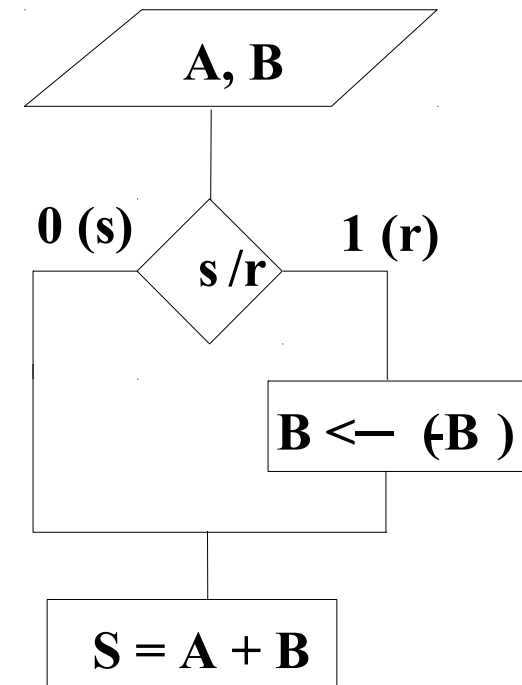 A, B
0 (s)
1 (r)
s /r
B <— (-B )
S = A + B